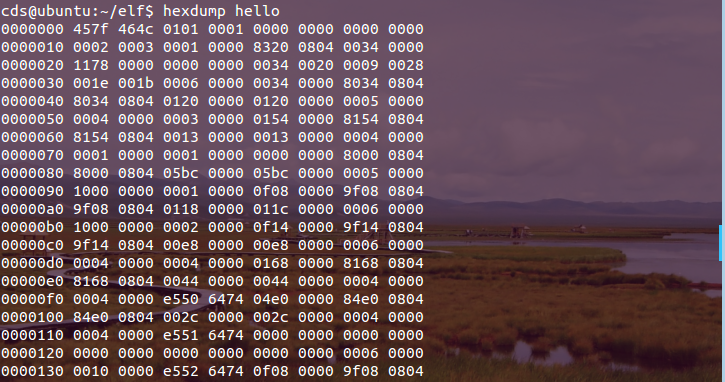 cds@ubuntu:~/elf$ hexdump hello
0000000 457f 464c 0101 0001 0000 0000 0000 0000
0000010 0002 0003 0001 0000 8320 0804 0034 0000
0000020 1178 0000 0000 0000 0034 0020 0009 0028
0000030 001e 001b 0006 0000 0034 0000 8034 0804
0000040 8034 0804 0120 0000 0120 0000 0005 0000
0000050 0004 0000 0003 0000 0154 0000 8154 0804
0000060 8154 0804 0013 0000 0013 0000 0004 0000
0000070 0001 0000 0001 0000 0000 0000 8000 0804
0000080 8000 0804 05bc 0000 05bc 0000 0005 0000
0000090 1000 0000 0001 0000 0f08 0000 9f08 0804
00000a0 9f08 0804 0118 0000 011c 0000 0006 0000
00000b0 1000 0000 0002 0000 0f14 0000 9f14 0804
00000c0 9f14 0804 00e8 0000 00e8 0000 0006 0000
00000d0 0004 0000 0004 0000 0168 0000 8168 0804
00000e0 8168 0804 0044 0000 0044 0000 0004 0000
00000f0 0004 0000 e550 6474 04e0 0000 84e0 0804
0000100 84e0 0804 002c 0000 002c 0000 0004 0000
0000110 0004 0000 e551 6474 0000 0000 0000 0000
0000120 0000 0000 0000 0000 0000 0000 0006 0000
0000130 0010 0000 e552 6474 0f08 0000 9f08 0804